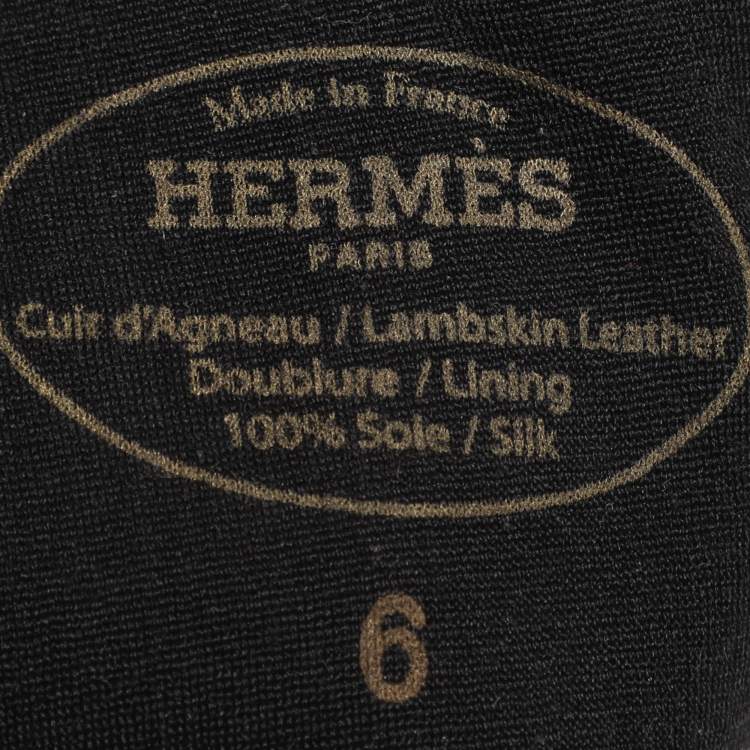 Made in France
HERMÈS
PARIS
Cuir d'Agneau / Lambskin Leather
Doublure / Lining
100% Soie / Silk
6